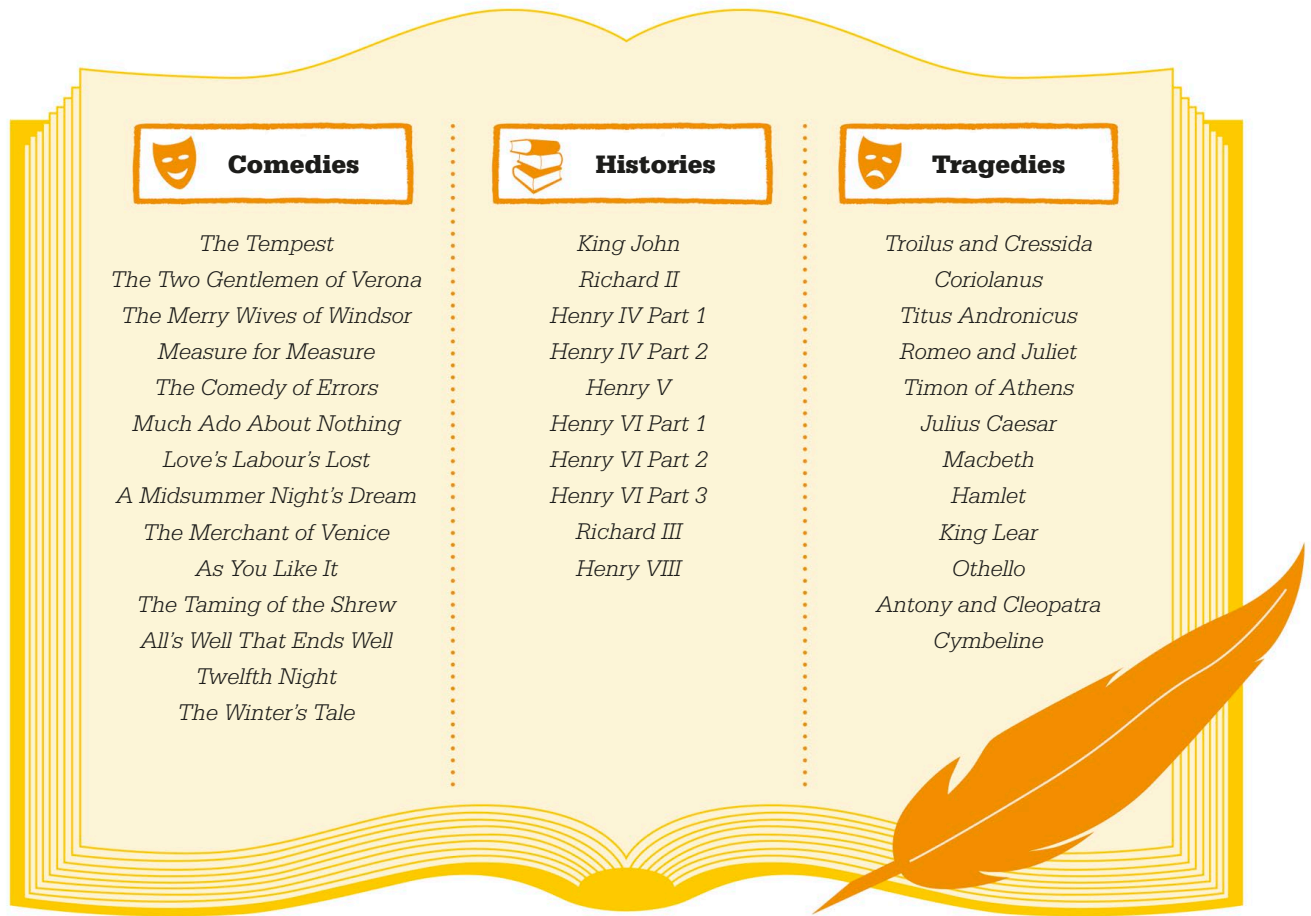 Comedies
The Tempest
The Two Gentlemen of Verona
The Merry Wives of Windsor
Measure for Measure
The Comedy of Errors
Much Ado About Nothing
Love's Labour's Lost
A Midsummer Night's Dream
The Merchant of Venice
As You Like It
The Taming of the Shrew
All's Well That Ends Well
Twelfth Night
The Winter's Tale
Histories
King John
Richard II
Henry IV Part 1
Henry IV Part 2
Henry V
Henry VI Part 1
Henry VI Part 2
Henry VI Part 3
Richard III
Henry VIII
Tragedies
Troilus and Cressida
Coriolanus
Titus Andronicus
Romeo and Juliet
Timon of Athens
Julius Caesar
Macbeth
Hamlet
King Lear
Othello
Antony and Cleopatra
Cymbeline